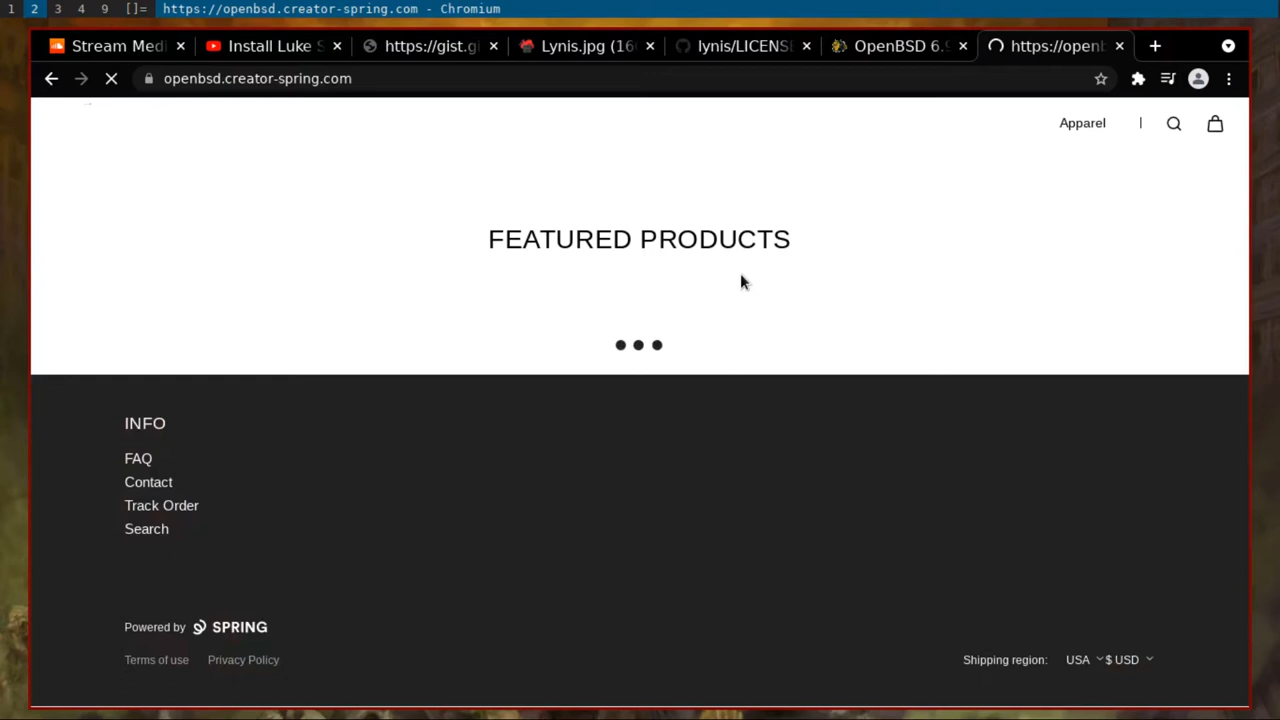 1 2 3 4 9 []= https://openbsd.creator-spring.com - Chromium
Stream Med
Install Luke S
https://gist.gi
Lynis.jpg (16
lynis/LICENSE
OpenBSD 6.9
https://openb
openbsd.creator-spring.com
Apparel |
FEATURED PRODUCTS
INFO
FAQ
Contact
Track Order
Search
Powered by SPRING
Terms of use Privacy Policy
Shipping region: USA $ USD